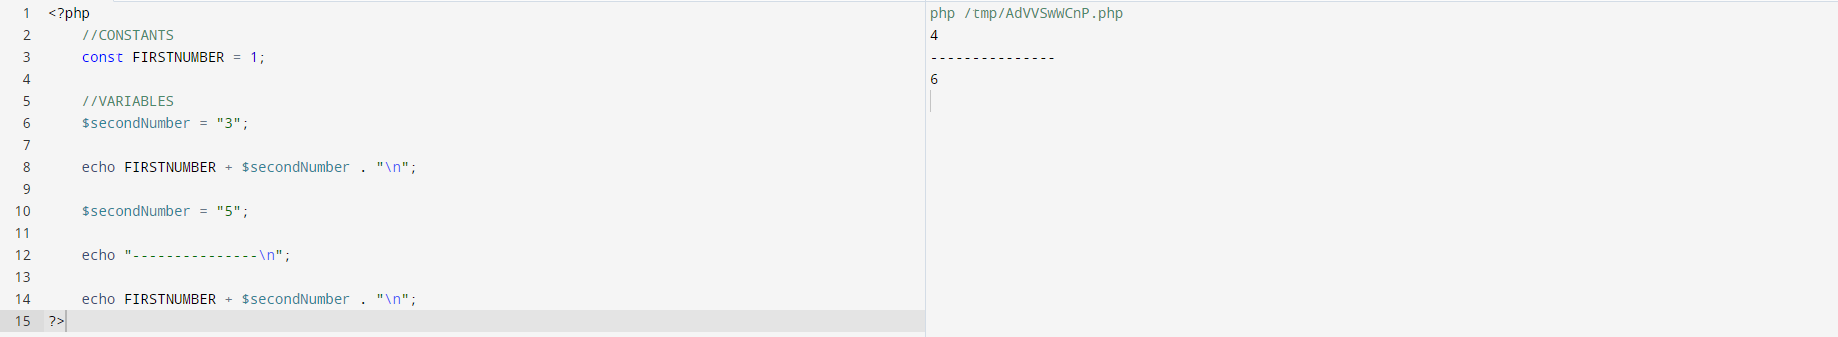 1 <?php
2 //CONSTANTS
3 const FIRSTNUMBER = 1;
4
5 //VARIABLES
6 $secondNumber = "3";
7
8 echo FIRSTNUMBER + $secondNumber . "\n";
9
10 $secondNumber = "5";
11
12 echo "---------------\n";
13
14 echo FIRSTNUMBER + $secondNumber . "\n";
15 ?>
php /tmp/AdVVSwWCnP.php
4
---------------
6